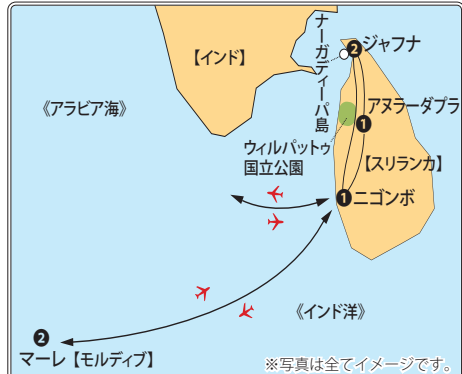 【インド】
ナーガディーパ島
❷ジャフナ
《アラビア海》
アヌラーダプラ
❶
ウィルパットゥ
国立公園
【スリランカ】
❶ニゴンボ
《インド洋》
❷
マーレ【モルディブ】
※写真は全てイメージです。